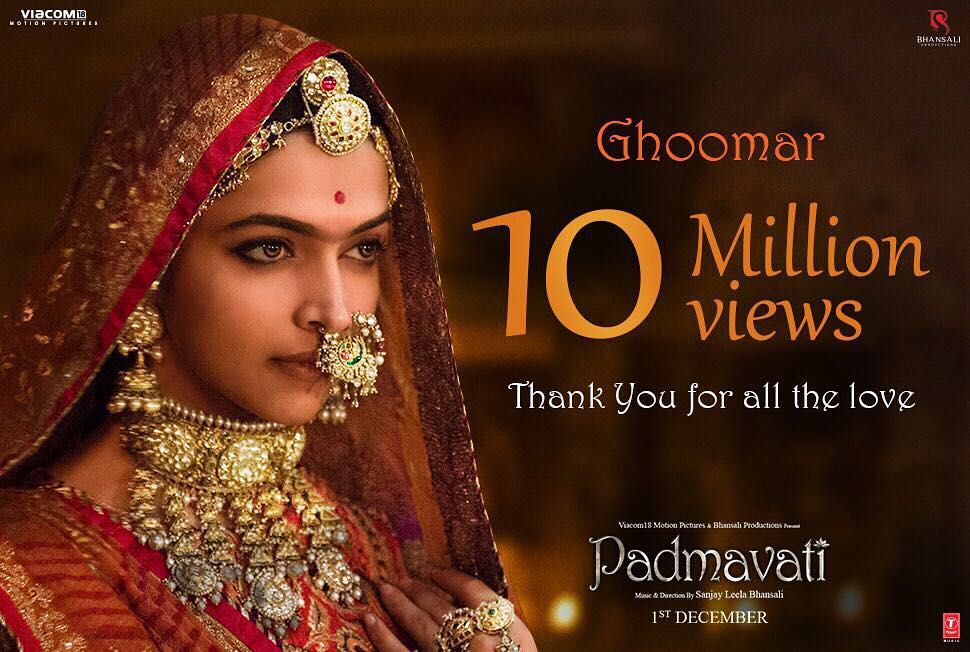 VIACOM18
MOTION PICTURES
BHANSALI
PRODUCTIONS
Ghoomar
10 Million
views
Thank You for all the love
Viacom18 Motion Pictures & Bhansali Productions Present
Padmavati
Music & Direction By Sanjay Leela Bhansali
1ST DECEMBER
T
MUSIC